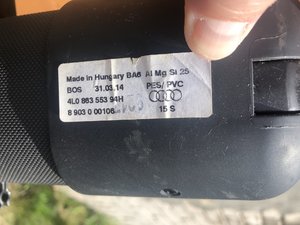 Made in Hungary BA6 Al Mg Si 25
BOS 31.03.14 PES/ PVC
4L0 863 553 94H
8 903 0 00106 15 S